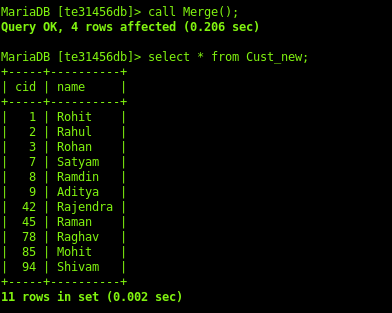 MariaDB [te31456db]> call Merge();
Query OK, 4 rows affected (0.206 sec)

MariaDB [te31456db]> select * from Cust_new;
+-----+----------+
| cid | name     |
+-----+----------+
|   1 | Rohit    |
|   2 | Rahul    |
|   3 | Rohan    |
|   7 | Satyam   |
|   8 | Ramdin   |
|   9 | Aditya   |
|  42 | Rajendra |
|  45 | Raman    |
|  78 | Raghav   |
|  85 | Mohit    |
|  94 | Shivam   |
+-----+----------+
11 rows in set (0.002 sec)